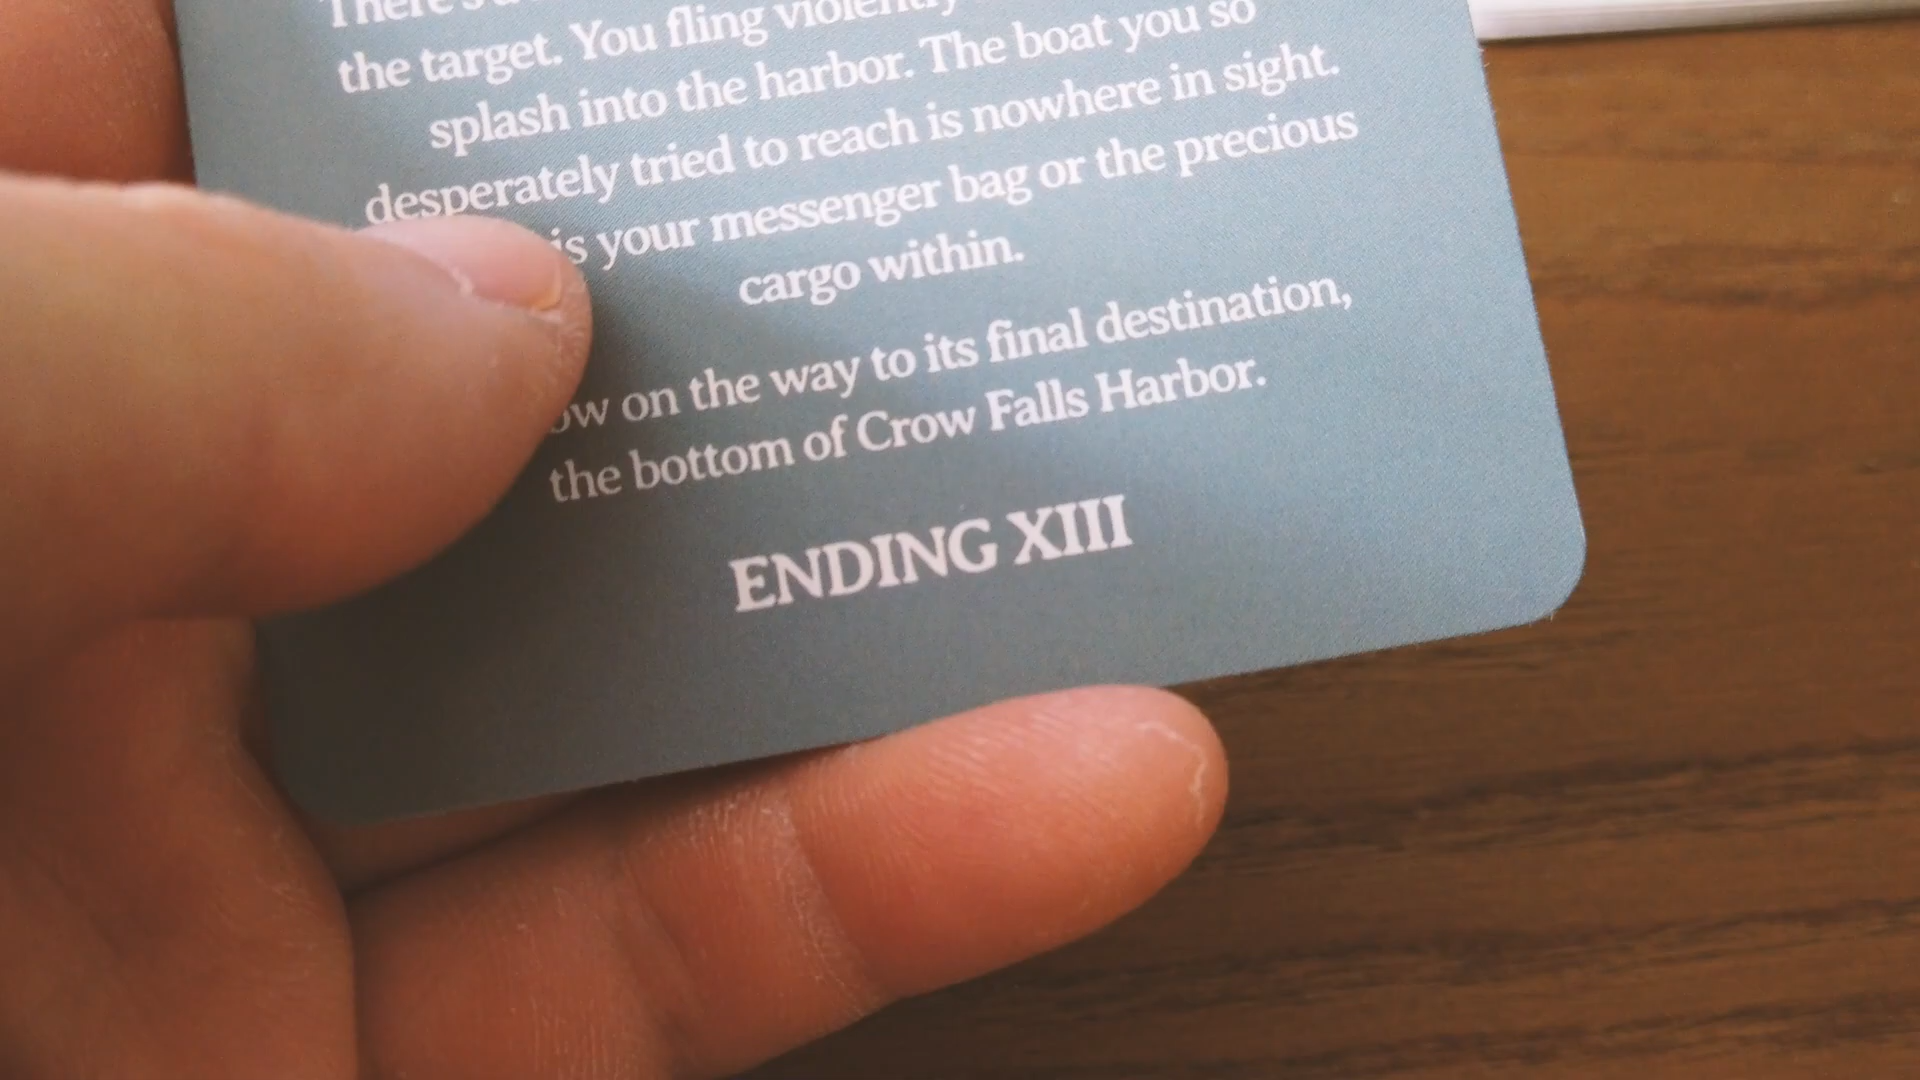 There's a
the target. You fling violently
splash into the harbor. The boat you so
desperately tried to reach is nowhere in sight.
is your messenger bag or the precious
cargo within.
on the way to its final destination,
the bottom of Crow Falls Harbor.
ENDING XIII